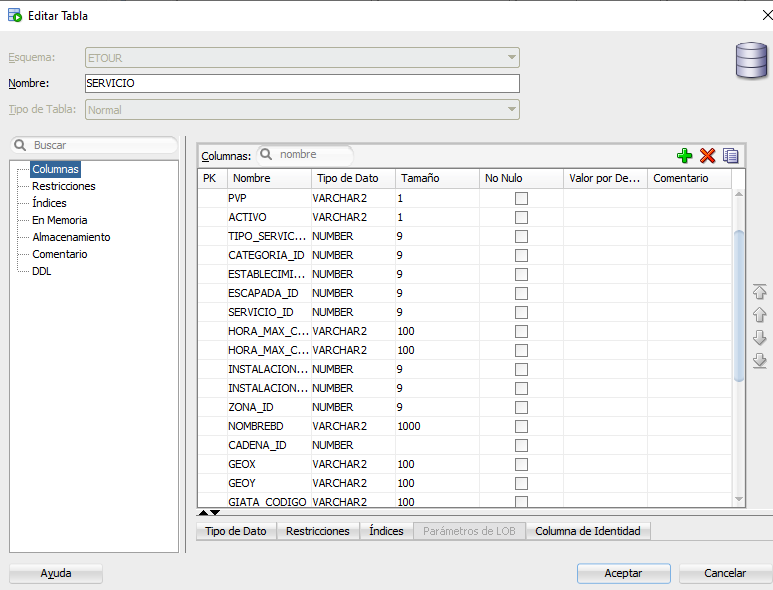 Editar Tabla
Esquema: ETOUR
Nombre: SERVICIO
Tipo de Tabla: Normal
Buscar
Columnas
Restricciones
Índices
En Memoria
Almacenamiento
Comentario
DDL
Columnas: nombre
PK Nombre Tipo de Dato Tamaño No Nulo Valor por De... Comentario
PVP VARCHAR2 1
ACTIVO VARCHAR2 1
TIPO_SERVIC... NUMBER 9
CATEGORIA_ID NUMBER 9
ESTABLECIMI... NUMBER 9
ESCAPADA_ID NUMBER 9
SERVICIO_ID NUMBER 9
HORA_MAX_C... VARCHAR2 100
HORA_MAX_C... VARCHAR2 100
INSTALACION... NUMBER 9
INSTALACION... NUMBER 9
ZONA_ID NUMBER 9
NOMBREBD VARCHAR2 1000
CADENA_ID NUMBER
GEOX VARCHAR2 100
GEOY VARCHAR2 100
GIATA_CODIGO VARCHAR2 100
Tipo de Dato Restricciones Índices Parámetros de LOB Columna de Identidad
Ayuda Aceptar Cancelar